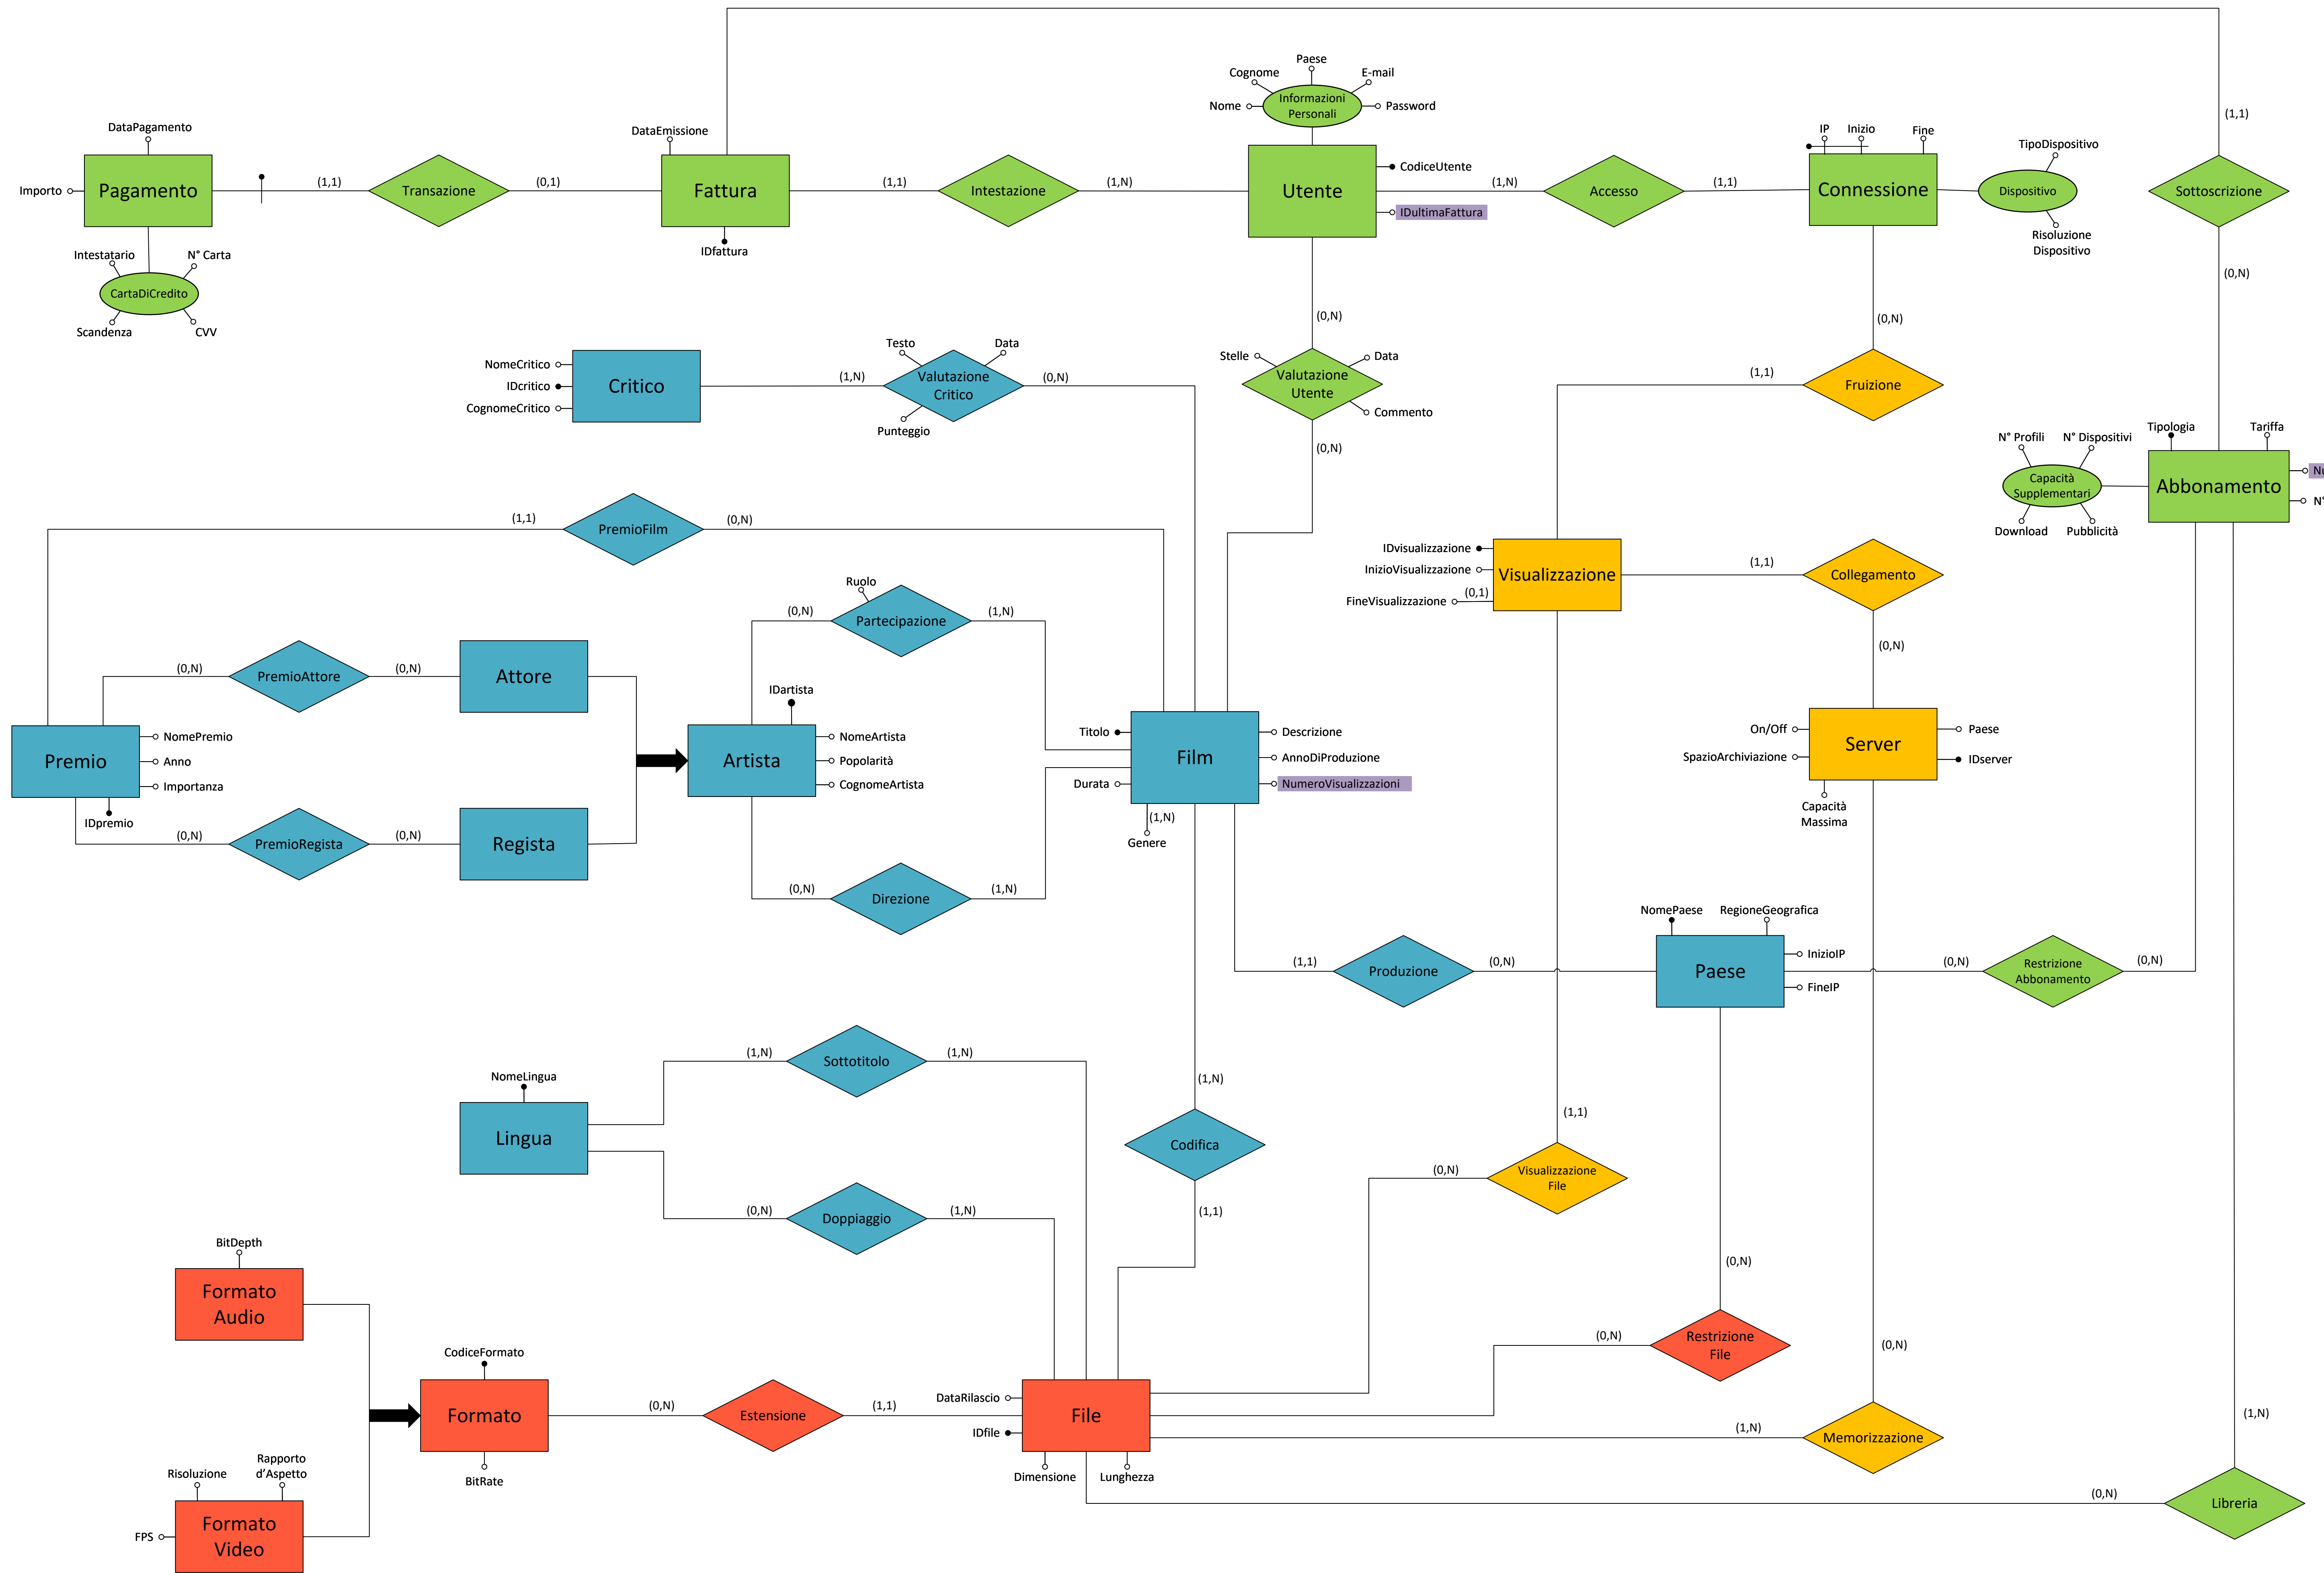 Paese
Cognome
E-mail
Informazioni
Personali
Nome
Password
(1,1)
DataPagamento
DataEmissione
IP
Inizio
Fine
TipoDispositivo
Importo
Pagamento
(1,1)
Transazione
(0,1)
Fattura
(1,1)
Intestazione
(1,N)
Utente
CodiceUtente
(1,N)
IDultimaFattura
Accesso
(1,1)
Connessione
Dispositivo
Sottoscrizione
Risoluzione
Dispositivo
IDfattura
Intestatario
N° Carta
CartaDiCredito
Scandenza
CVV
(0,N)
(0,N)
(0,N)
NomeCritico
IDcritico
CognomeCritico
Critico
(1,N)
Testo
Data
Valutazione
Critico
Punteggio
(0,N)
Stelle
Data
Valutazione
Utente
Commento
(0,N)
(1,1)
Fruizione
Tipologia
Tariffa
N° Profili
N° Dispositivi
Capacità
Supplementari
Download
Pubblicità
Abbonamento
Nu
N°
(1,1)
PremioFilm
(0,N)
IDvisualizzazione
InizioVisualizzazione
FineVisualizzazione
(0,1)
Visualizzazione
(1,1)
Collegamento
(0,N)
Ruolo
(0,N)
Partecipazione
(1,N)
(0,N)
PremioAttore
(0,N)
Attore
IDartista
Premio
NomePremio
Anno
Importanza
IDpremio
Artista
NomeArtista
Popolarità
CognomeArtista
Titolo
Durata
Film
Descrizione
AnnoDiProduzione
NumeroVisualizzazioni
(1,N)
Genere
On/Off
SpazioArchiviazione
Server
Paese
IDserver
Capacità
Massima
(0,N)
PremioRegista
(0,N)
Regista
(0,N)
Direzione
(1,N)
NomePaese
RegioneGeografica
(1,1)
Produzione
(0,N)
Paese
InizioIP
FineIP
(0,N)
Restrizione
Abbonamento
(0,N)
(1,N)
Sottotitolo
(1,N)
NomeLingua
Lingua
(1,N)
Codifica
(1,1)
(1,1)
(0,N)
Visualizzazione
File
(0,N)
Doppiaggio
(1,N)
BitDepth
Formato
Audio
(0,N)
(0,N)
Restrizione
File
(0,N)
CodiceFormato
Formato
BitRate
(0,N)
Estensione
(1,1)
DataRilascio
IDfile
File
Dimensione
Lunghezza
(1,N)
Memorizzazione
(1,N)
Risoluzione
Rapporto
d'Aspetto
FPS
Formato
Video
(0,N)
Libreria